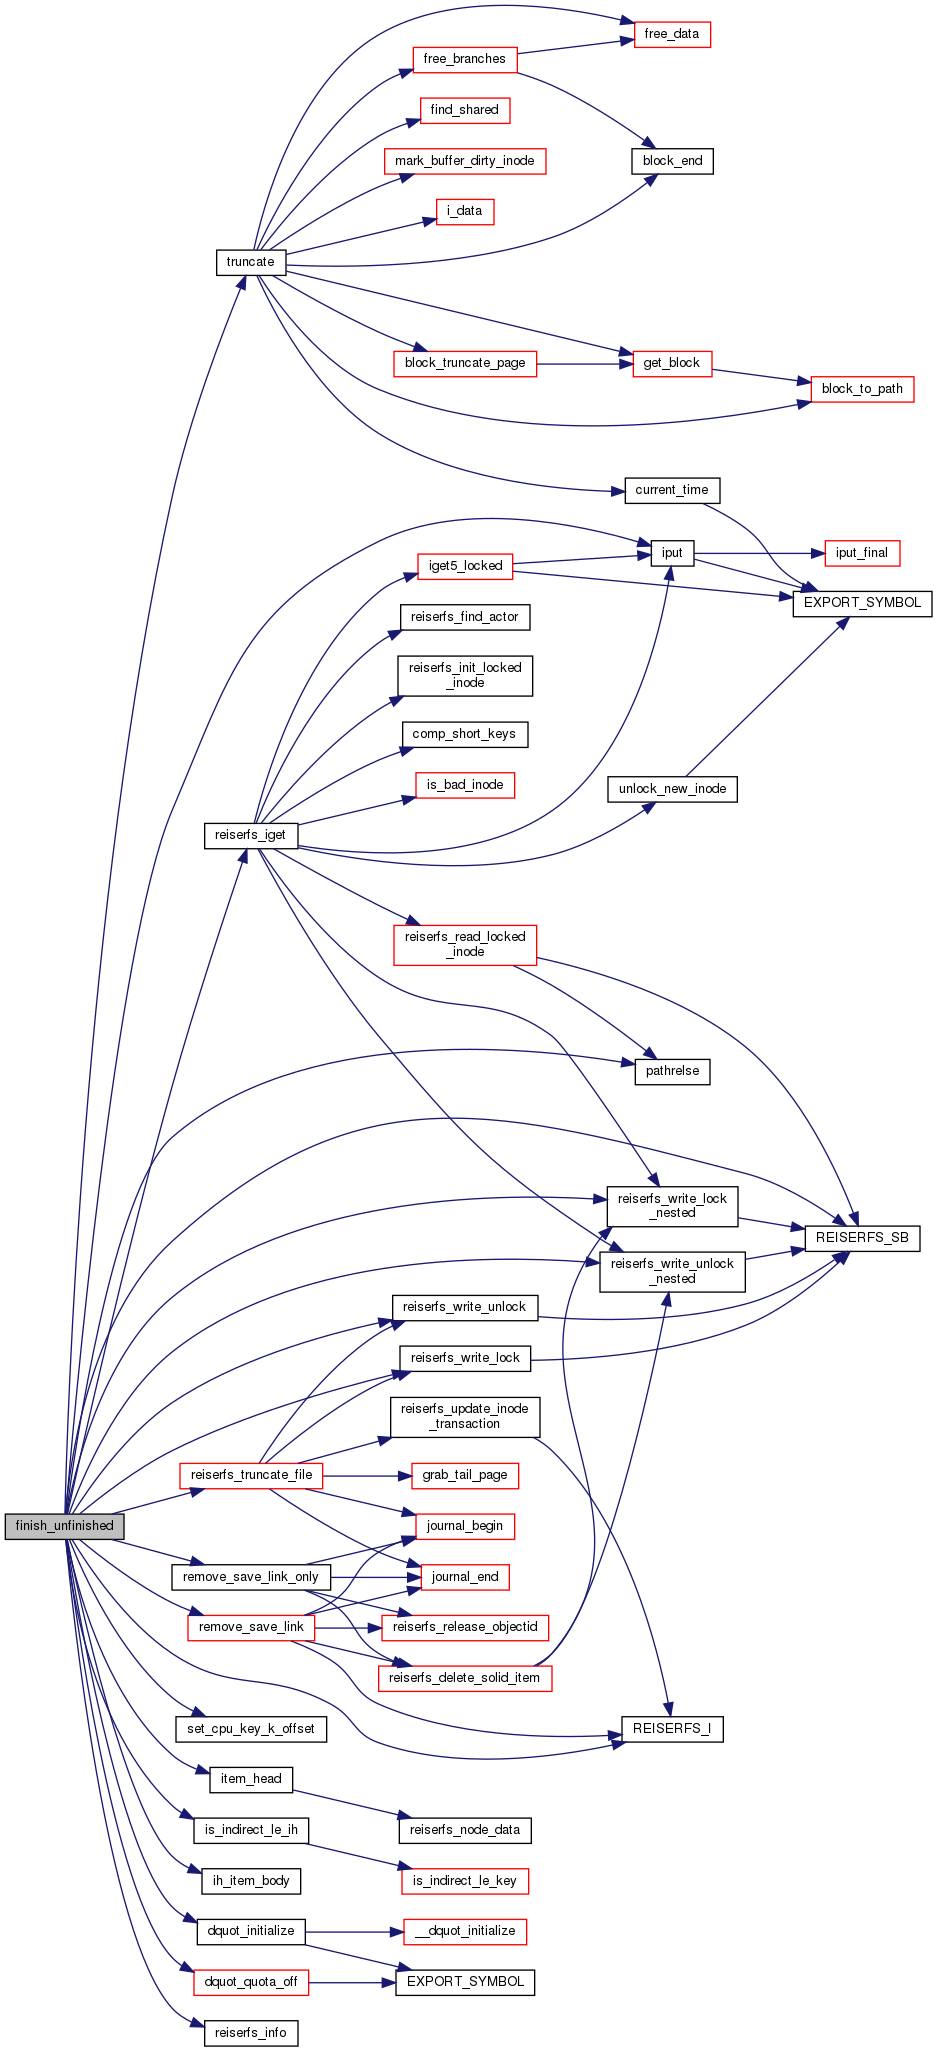 free_data
free_branches
find_shared
block_end
mark_buffer_dirty_inode
i_data
truncate
block_truncate_page
get_block
block_to_path
current_time
iput
iput_final
iget5_locked
EXPORT_SYMBOL
reiserfs_find_actor
reiserfs_init_locked
_inode
comp_short_keys
is_bad_inode
unlock_new_inode
reiserfs_iget
reiserfs_read_locked
_inode
pathrelse
reiserfs_write_lock
_nested
REISERFS_SB
reiserfs_write_unlock
_nested
reiserfs_write_unlock
reiserfs_write_lock
reiserfs_update_inode
_transaction
reiserfs_truncate_file
grab_tail_page
finish_unfinished
journal_begin
remove_save_link_only
journal_end
remove_save_link
reiserfs_release_objectid
reiserfs_delete_solid_item
set_cpu_key_k_offset
REISERFS_I
item_head
is_indirect_le_ih
reiserfs_node_data
ih_item_body
is_indirect_le_key
dquot_initialize
__dquot_initialize
dquot_quota_off
EXPORT_SYMBOL
reiserfs_info